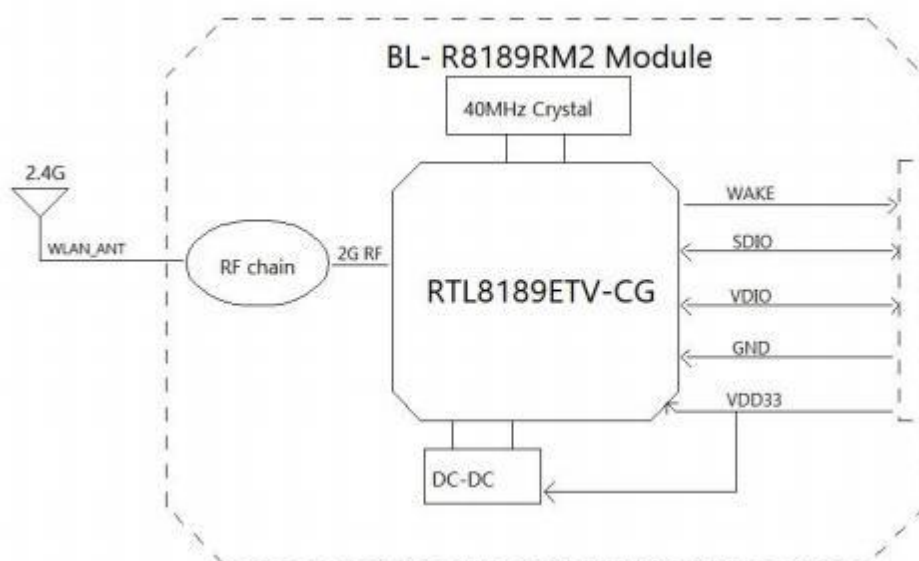 BL- R8189RM2 Module
40MHz Crystal
2.4G
WLAN_ANT
RF chain
2G RF
RTL8189ETV-CG
WAKE
SDIO
VDIO
GND
VDD33
DC-DC